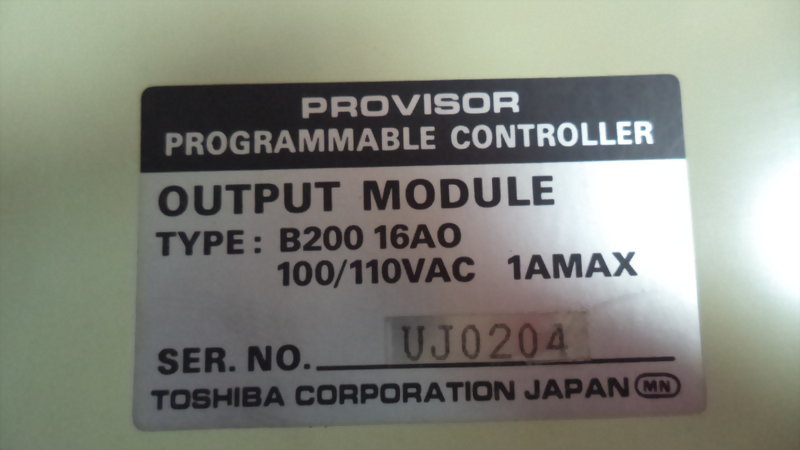 PROVISOR
PROGRAMMABLE CONTROLLER
OUTPUT MODULE
TYPE: B200 16AO
100/110VAC 1AMAX
SER. NO. UJ0204
TOSHIBA CORPORATION JAPAN MN